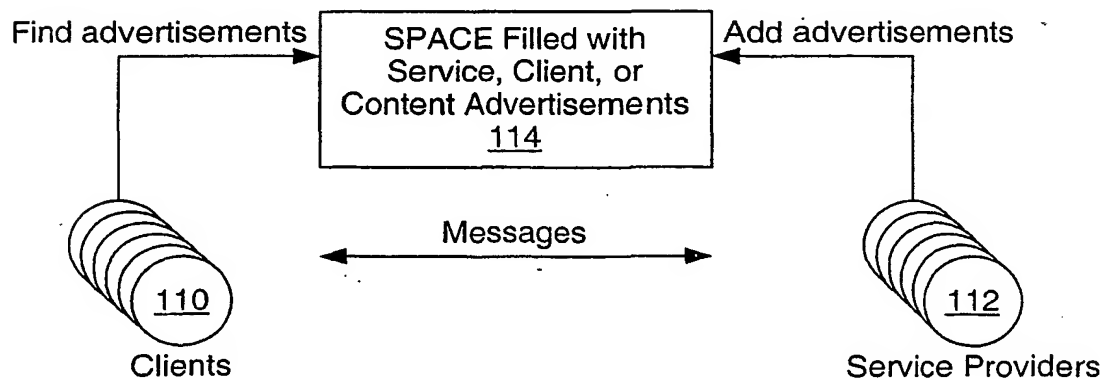 Find advertisements
SPACE Filled with
Service, Client, or
Content Advertisements
114
Add advertisements
Messages
110
112
Clients
Service Providers